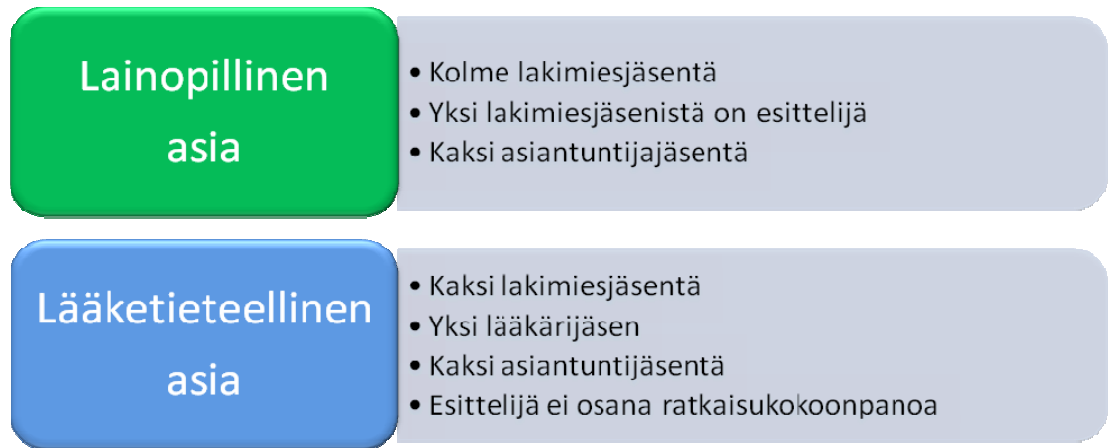 Lainopillinen
asia
• Kolme lakimiesjäsentä
• Yksi lakimiesjäsenistä on esittelijä
• Kaksi asiantuntijajäsentä
Lääketieteellinen
asia
• Kaksi lakimiesjäsentä
• Yksi lääkärijäsen
• Kaksi asiantuntijäsentä
• Esittelijä ei osana ratkaisukokoonpanoa